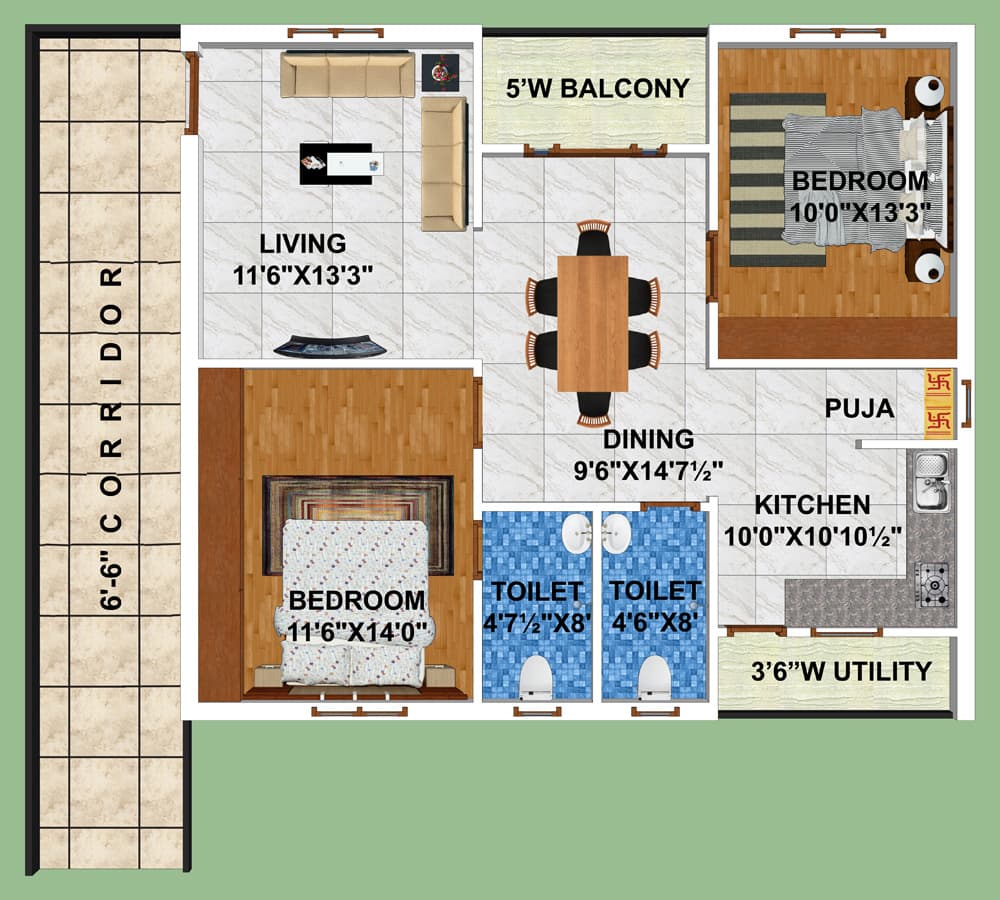 5’W BALCONY
BEDROOM
10'0"X13'3"
LIVING
11'6"X13'3"
6'-6" CORRIDOR
PUJA
DINING
9'6"X14'7½"
KITCHEN
10'0"X10'10½"
BEDROOM
11'6"X14'0"
TOILET
4'7½"X8'
TOILET
4'6"X8'
3’6”W UTILITY